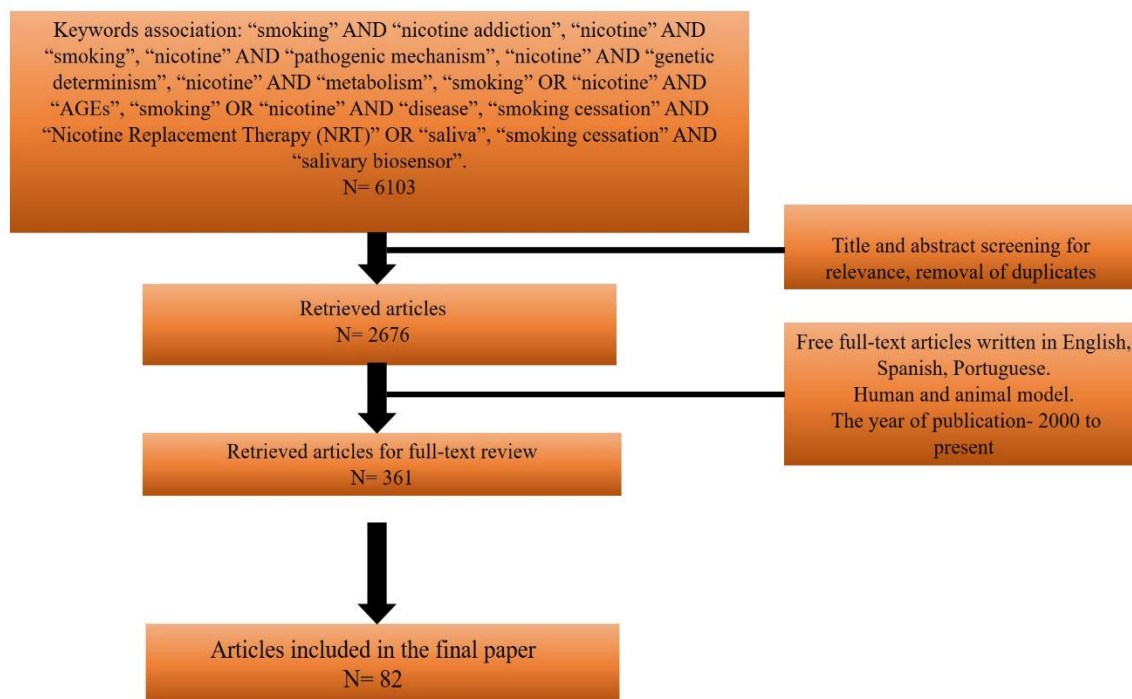 Keywords association: “smoking” AND “nicotine addiction”, “nicotine” AND
“smoking”, “nicotine” AND “pathogenic mechanism”, “nicotine” AND “genetic
determinism”, “nicotine” AND “metabolism”, “smoking” OR “nicotine” AND
“AGEs”, “smoking” OR “nicotine” AND “disease”, “smoking cessation” AND
“Nicotine Replacement Therapy (NRT)” OR “saliva”, “smoking cessation” AND
“salivary biosensor”.
N= 6103
Title and abstract screening for
relevance, removal of duplicates
Retrieved articles
N= 2676
Free full-text articles written in English,
Spanish, Portuguese.
Human and animal model.
The year of publication- 2000 to
present
Retrieved articles for full-text review
N= 361
Articles included in the final paper
N= 82